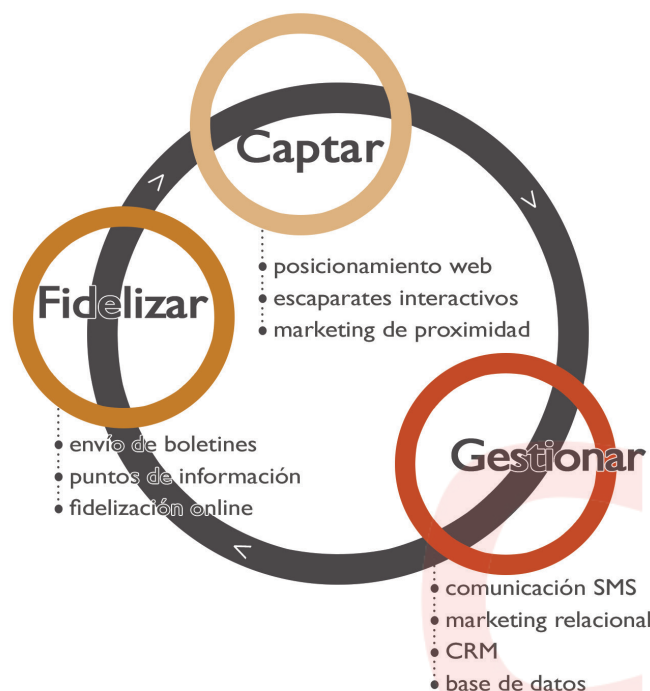 Captar
• posicionamiento web
• escaparates interactivos
• marketing de proximidad
Fidelizar
• envío de boletines
• puntos de información
• fidelización online
Gestionar
• comunicación SMS
• marketing relacional
• CRM
• base de datos